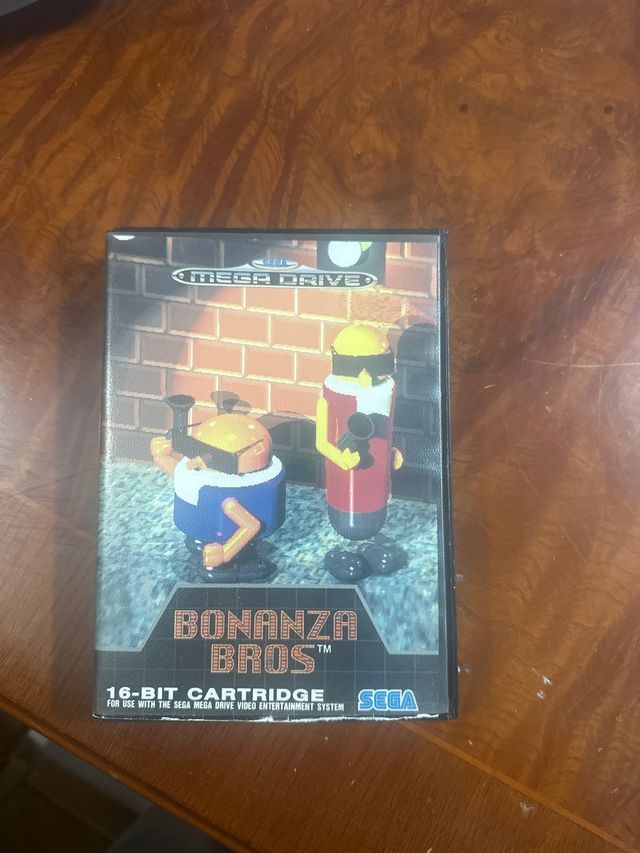 SEGA
MEGA DRIVE
BONANZA
BROS™
16-BIT CARTRIDGE
FOR USE WITH THE SEGA MEGA DRIVE VIDEO ENTERTAINMENT SYSTEM
SEGA